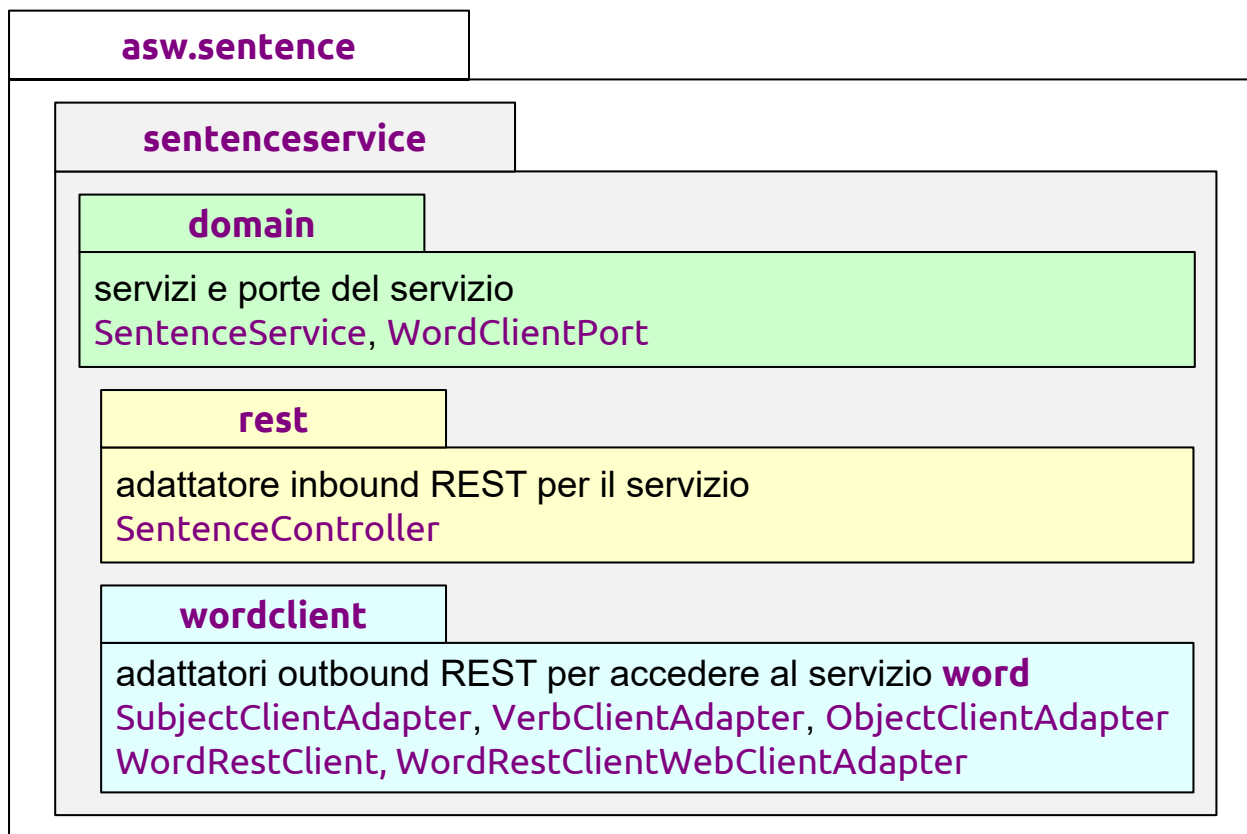 asw.sentence
sentenceservice
domain
servizi e porte del servizio
SentenceService, WordClientPort
rest
adattatore inbound REST per il servizio
SentenceController
wordclient
adattatori outbound REST per accedere al servizio word
SubjectClientAdapter, VerbClientAdapter, ObjectClientAdapter
WordRestClient, WordRestClientWebClientAdapter